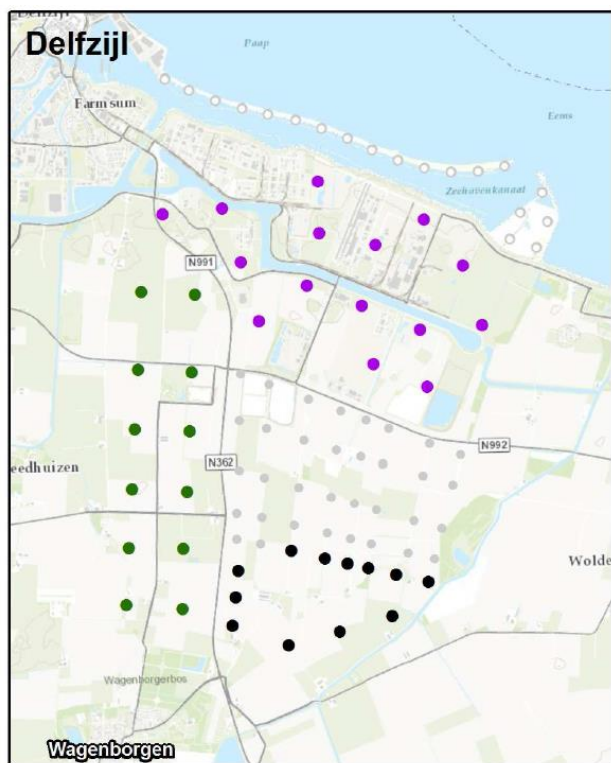 Delfzijl
Paap
Farmsum
Eems
Zeehavenkanaal
N991
N992
N362
eedhuizen
Wolde
Wagenborgerbos
Wagenborgen